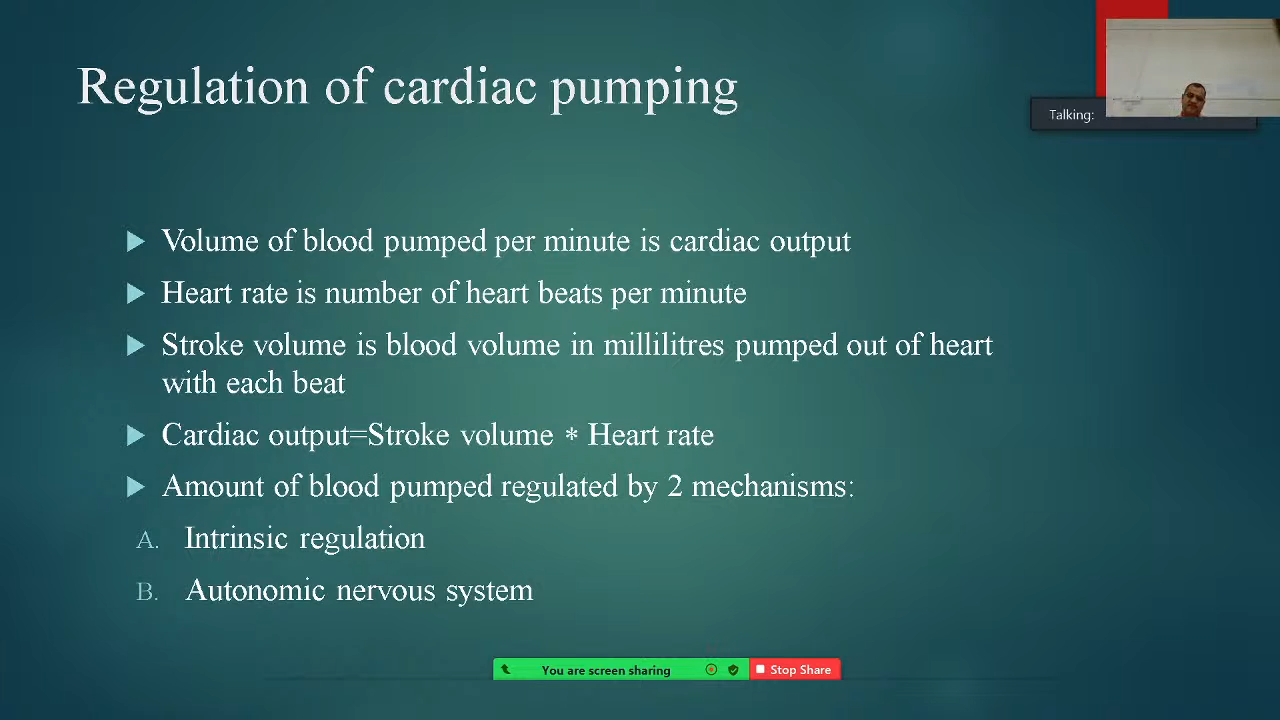 Regulation of cardiac pumping
Talking:
Volume of blood pumped per minute is cardiac output
Heart rate is number of heart beats per minute
Stroke volume is blood volume in millilitres pumped out of heart
with each beat
Cardiac output=Stroke volume * Heart rate
Amount of blood pumped regulated by 2 mechanisms:
A. Intrinsic regulation
B. Autonomic nervous system
You are screen sharing
Stop Share